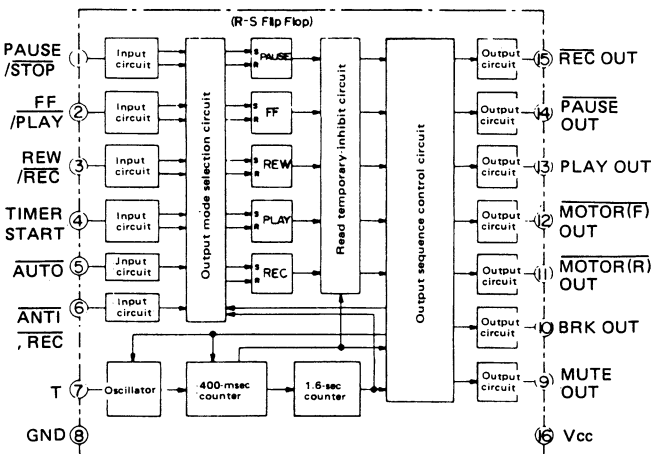 (R-S Flip Flop)
PAUSE
/STOP
1
Input
circuit
FF
/PLAY
2
Input
circuit
REW
/REC
3
Input
circuit
TIMER
START
4
Input
circuit
AUTO
5
Input
circuit
ANTI
, REC
6
Input
circuit
T
7
Oscillator
GND
8
Output mode selection circuit
S
R
PAUSE
S
R
FF
S
R
REW
S
R
PLAY
S
R
REC
400-msec
counter
1.6-sec
counter
Read temporary-inhibit circuit
Output sequence control circuit
Output
circuit
15
REC OUT
Output
circuit
14
PAUSE
OUT
Output
circuit
13
PLAY OUT
Output
circuit
12
MOTOR(F)
OUT
Output
circuit
11
MOTOR(R)
OUT
Output
circuit
10
BRK OUT
Output
circuit
9
MUTE
OUT
16
Vcc